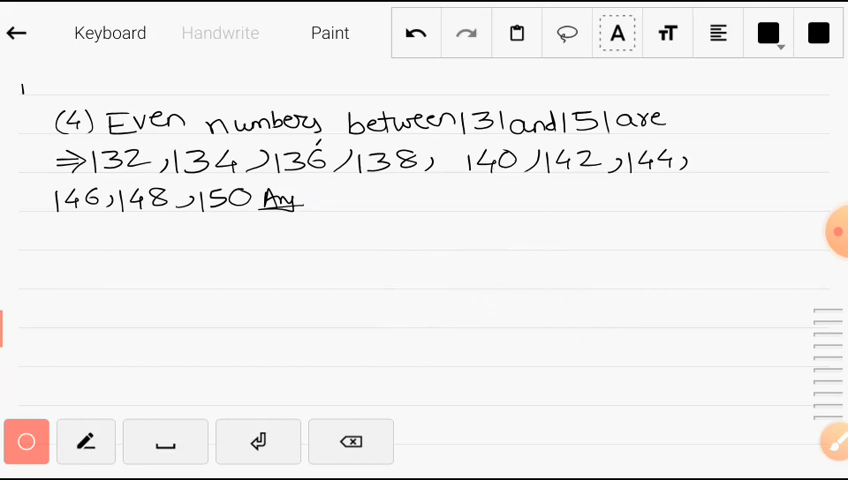 Keyboard Handwrite Paint A TT
(4) Even numbers between 131 and 151 are
⇒ 132, 134, 136, 138, 140, 142, 144,
146, 148, 150 Ans